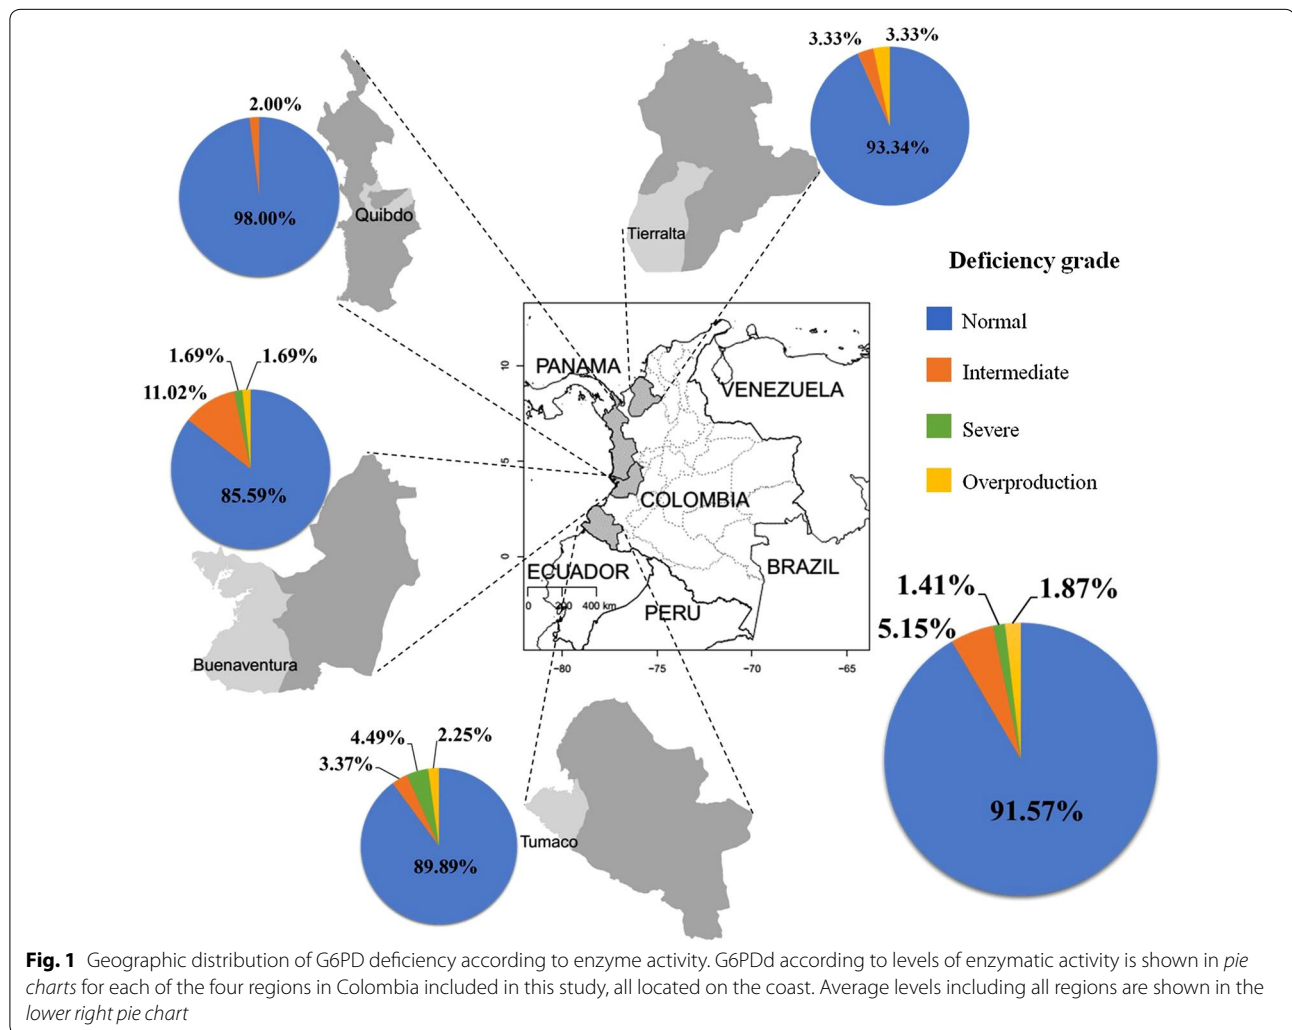 3.33%
3.33%
93.34%
2.00%
98.00%
Quibdo
Tierralta
Deficiency grade
Normal
Intermediate
Severe
Overproduction
1.69%
1.69%
11.02%
85.59%
Buenaventura
PANAMA
VENEZUELA
COLOMBIA
ECUADOR
BRAZIL
PERU
10
5
0
0 200 400 km
−80
−75
−70
−65
1.41%
1.87%
5.15%
91.57%
4.49%
2.25%
3.37%
89.89%
Tumaco
Fig. 1 Geographic distribution of G6PD deficiency according to enzyme activity. G6PDd according to levels of enzymatic activity is shown in pie
charts for each of the four regions in Colombia included in this study, all located on the coast. Average levels including all regions are shown in the
lower right pie chart